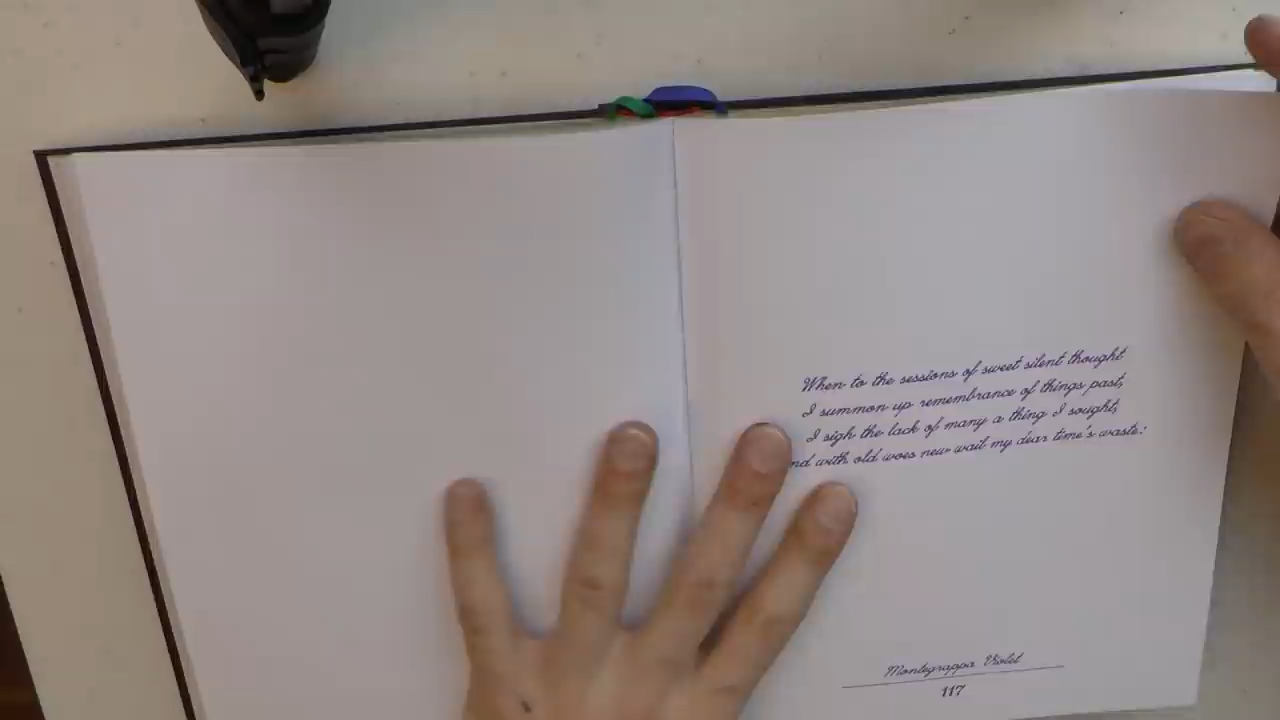 When to the sessions of sweet silent thought
I summon up remembrance of things past,
I sigh the lack of many a thing I sought,
nd with old woes new wail my dear time's waste:
Montegrappa Violet
117